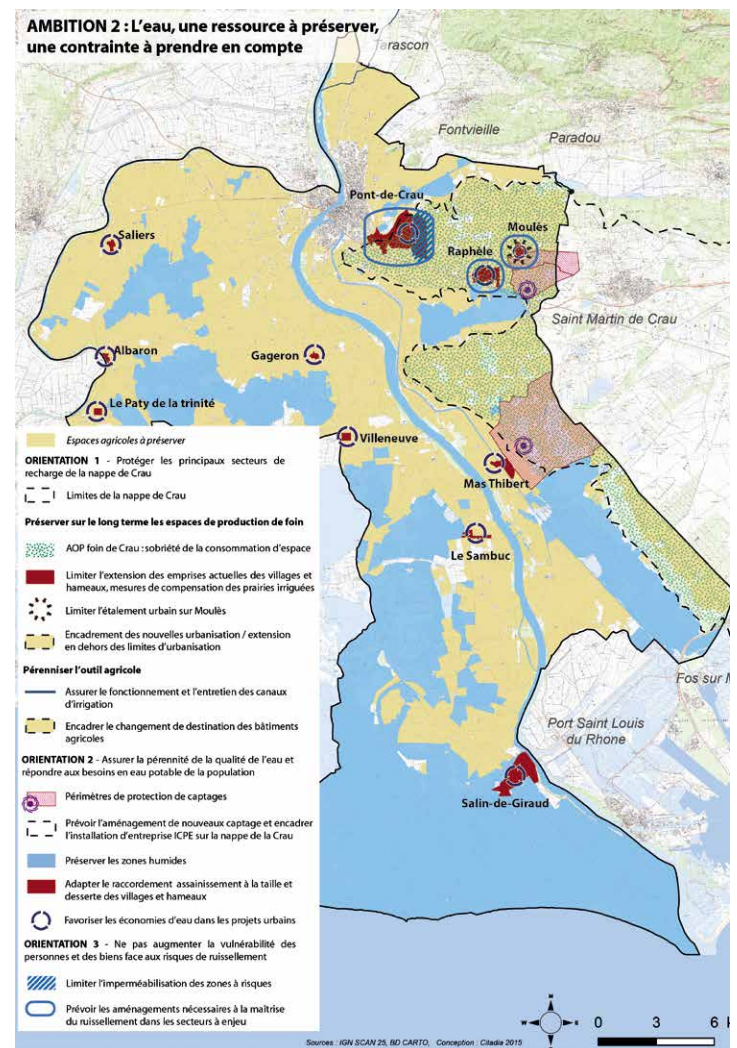 AMBITION 2 : L'eau, une ressource à préserver,
une contrainte à prendre en compte
Tarascon
Fontvieille
Paradou
Pont-de-Crau
Moulès
Saliers
Raphèle
Saint Martin de Crau
Albaron
Gageron
Le Paty de la trinité
Villeneuve
Mas Thibert
Le Sambuc
Fos sur M
Port Saint Louis
du Rhone
Salin-de-Giraud
Espaces agricoles à préserver
ORIENTATION 1 - Protéger les principaux secteurs de
recharge de la nappe de Crau
Limites de la nappe de Crau
Préserver sur le long terme les espaces de production de foin
AOP foin de Crau : sobriété de la consommation d'espace
Limiter l'extension des emprises actuelles des villages et
hameaux, mesures de compensation des prairies irriguées
Limiter l'étalement urbain sur Moulès
Encadrement des nouvelles urbanisation / extension
en dehors des limites d'urbanisation
Pérenniser l'outil agricole
Assurer le fonctionnement et l'entretien des canaux
d'irrigation
Encadrer le changement de destination des bâtiments
agricoles
ORIENTATION 2 - Assurer la pérennité de la qualité de l'eau et
répondre aux besoins en eau potable de la population
Périmètres de protection de captages
Prévoir l'aménagement de nouveaux captage et encadrer
l'installation d'entreprise ICPE sur la nappe de la Crau
Préserver les zones humides
Adapter le raccordement assainissement à la taille et
desserte des villages et hameaux
Favoriser les économies d'eau dans les projets urbains
ORIENTATION 3 - Ne pas augmenter la vulnérabilité des
personnes et des biens face aux risques de ruissellement
Limiter l'imperméabilisation des zones à risques
Prévoir les aménagements nécessaires à la maîtrise
du ruissellement dans les secteurs à enjeu
Sources : IGN SCAN 25, BD CARTO, Conception : Citadia 2015
N
W E
S
0 3 6 k